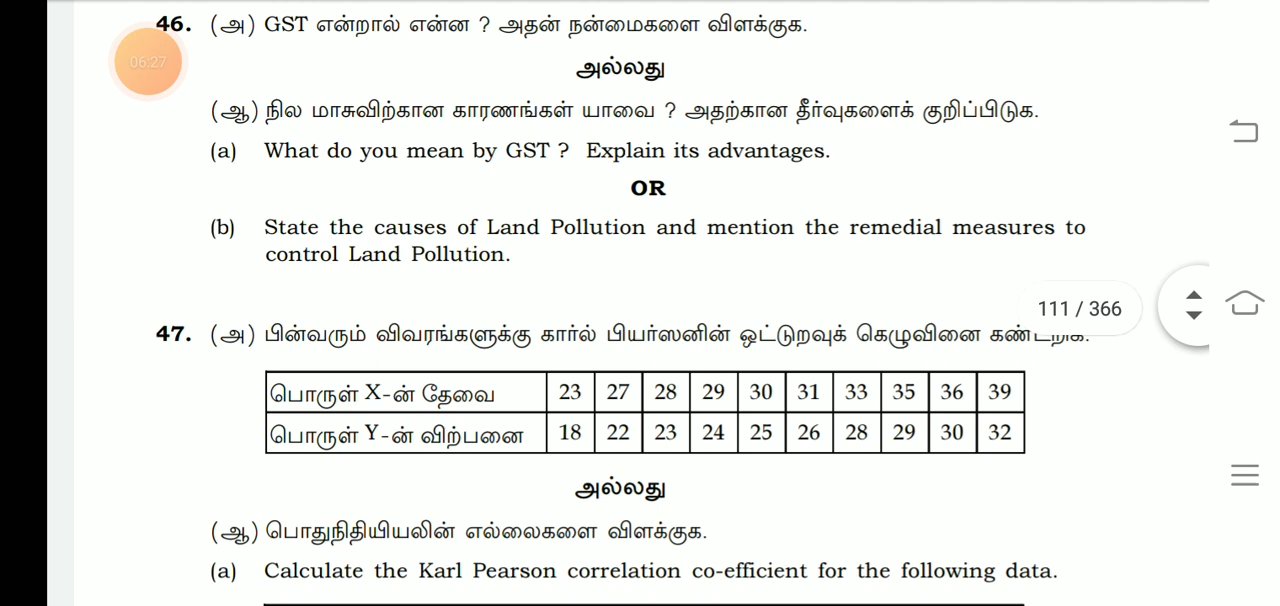 46. (அ) GST என்றால் என்ன ? அதன் நன்மைகளை விளக்குக.
06:27
அல்லது
(ஆ) நில மாசுவிற்கான காரணங்கள் யாவை ? அதற்கான தீர்வுகளைக் குறிப்பிடுக.
(a) What do you mean by GST ? Explain its advantages.
OR
(b) State the causes of Land Pollution and mention the remedial measures to
control Land Pollution.
111 / 366
47. (அ) பின்வரும் விவரங்களுக்கு கார்ல் பியர்ஸனின் ஒட்டுறவுக் கெழுவினை கண்டறிக.
பொருள் X-ன் தேவை 23 27 28 29 30 31 33 35 36 39
பொருள் Y-ன் விற்பனை 18 22 23 24 25 26 28 29 30 32
அல்லது
(ஆ) பொதுநிதியியலின் எல்லைகளை விளக்குக.
(a) Calculate the Karl Pearson correlation co-efficient for the following data.